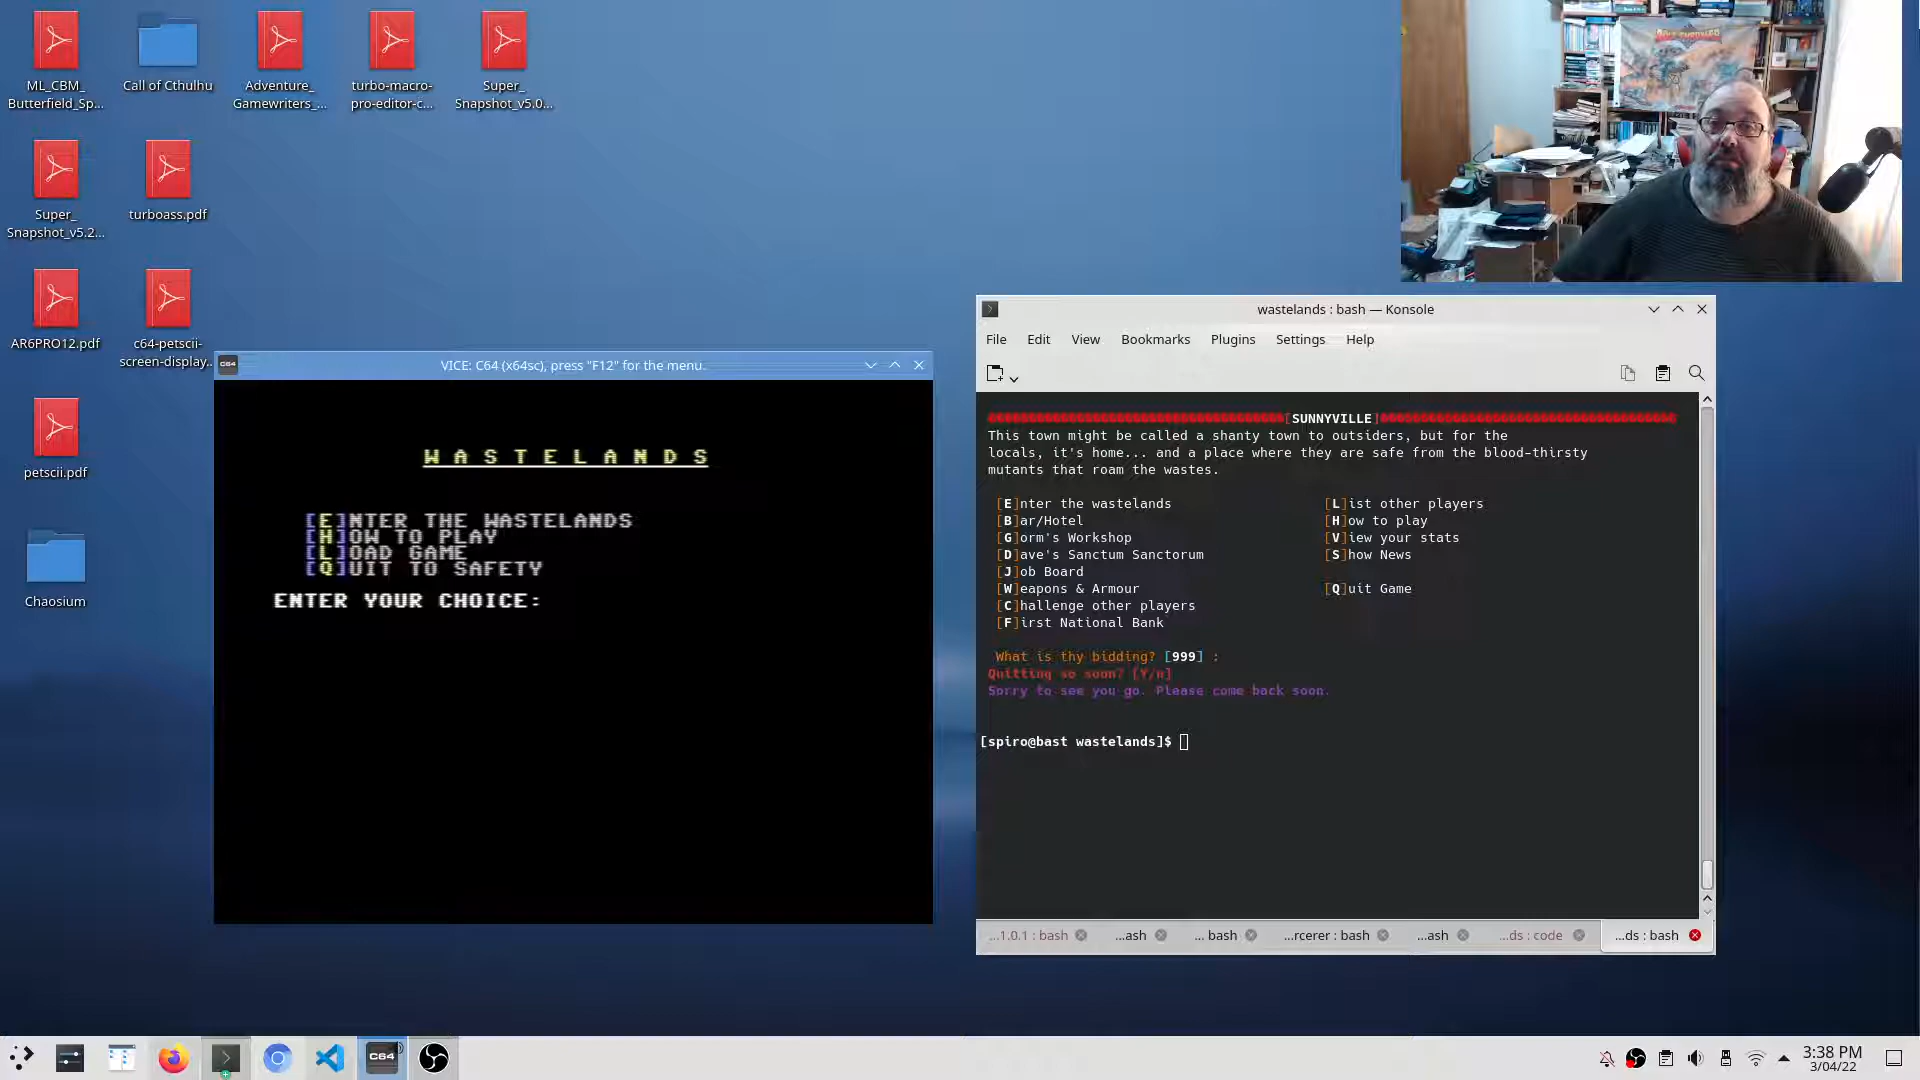 ML_CBM_
Butterfield_Sp...
Call of Cthulhu
Adventure_
Gamewriters_...
turbo-macro-
pro-editor-c...
Super_
Snapshot_v5.0...
Super_
Snapshot_v5.2...
turboass.pdf
AR6PRO12.pdf
c64-petscii-
screen-display...
petscii.pdf
Chaosium
VICE: C64 (x64sc), press "F12" for the menu.
W A S T E L A N D S
[E]NTER THE WASTELANDS
[H]OW TO PLAY
[L]OAD GAME
[Q]UIT TO SAFETY
ENTER YOUR CHOICE:
wastelands : bash — Konsole
File Edit View Bookmarks Plugins Settings Help
[SUNNYVILLE]
This town might be called a shanty town to outsiders, but for the
locals, it's home... and a place where they are safe from the blood-thirsty
mutants that roam the wastes.
[E]nter the wastelands [L]ist other players
[B]ar/Hotel [H]ow to play
[G]orm's Workshop [V]iew your stats
[D]ave's Sanctum Sanctorum [S]how News
[J]ob Board
[W]eapons & Armour [Q]uit Game
[C]hallenge other players
[F]irst National Bank
What is thy bidding? [999] :
Quitting so soon? [Y/n]
Sorry to see you go. Please come back soon.
[spiro@bast wastelands]$
...1.0.1 : bash ...ash ... bash ...rcerer : bash ...ash ...ds : code ...ds : bash
C64
3:38 PM
3/04/22